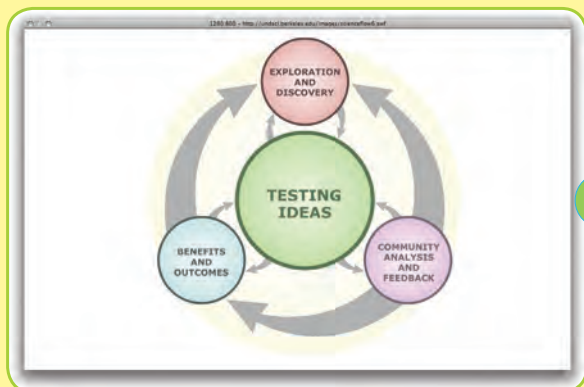 EXPLORATION
AND
DISCOVERY
TESTING
IDEAS
BENEFITS
AND
OUTCOMES
COMMUNITY
ANALYSIS
AND
FEEDBACK